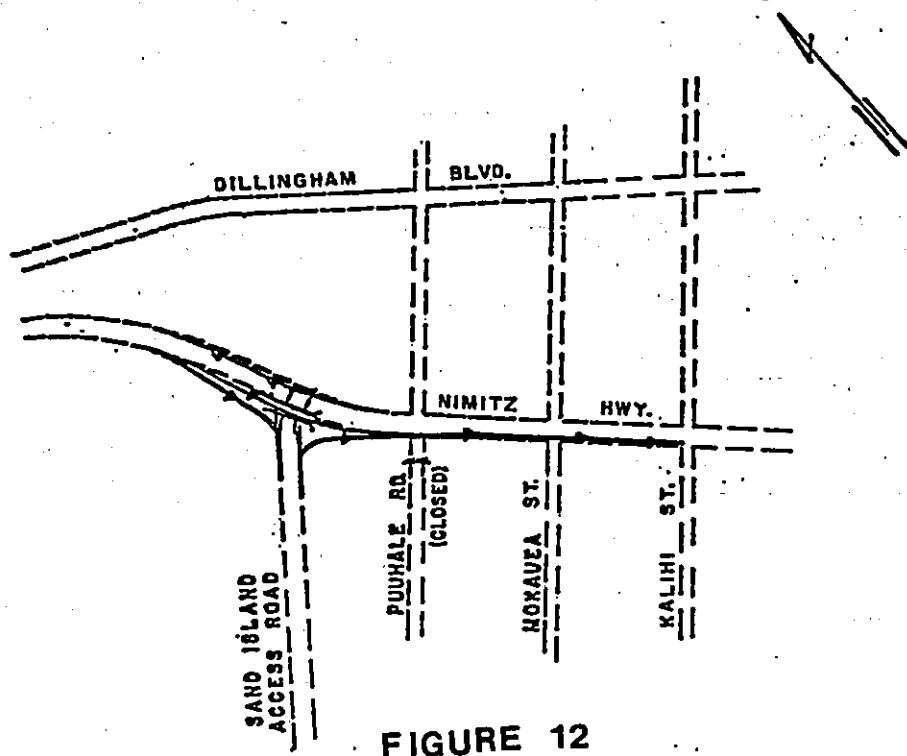 DILLINGHAM BLVD.
NIMITZ HWY.
PUUHALE RD.
(CLOSED)
MOKAUEA ST.
KALIHI ST.
SAND ISLAND
ACCESS ROAD
FIGURE 12